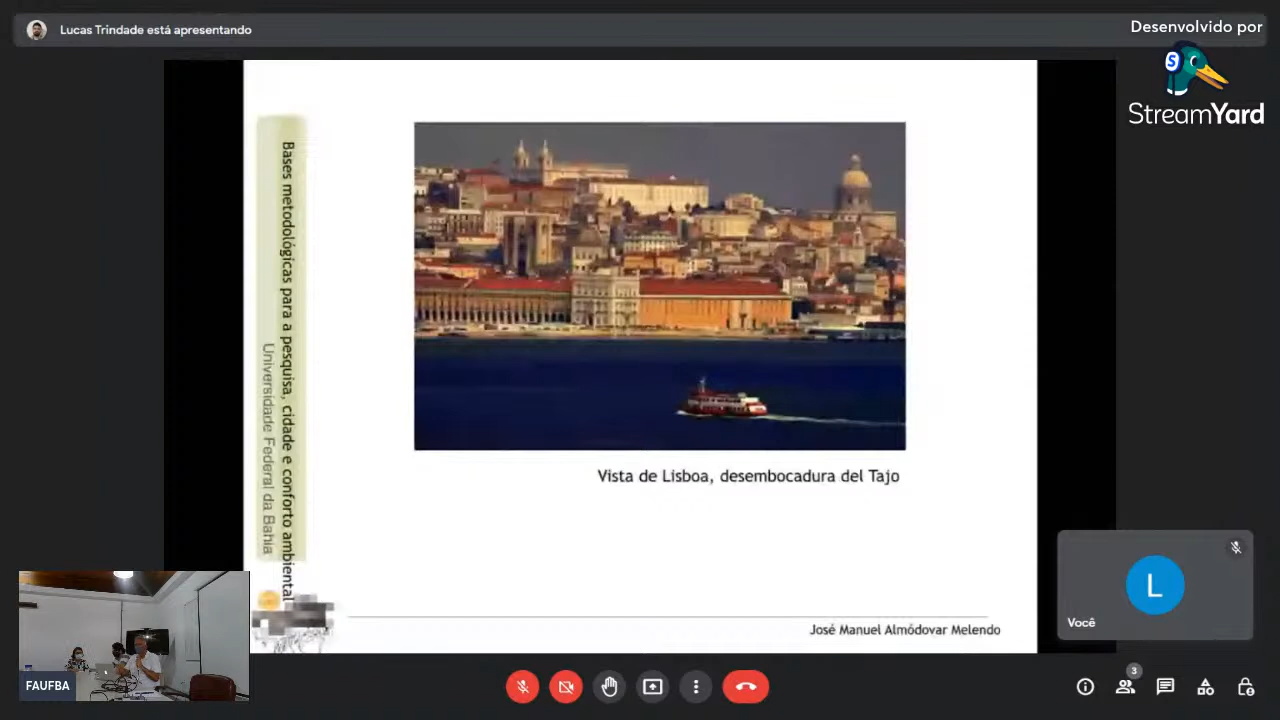 Lucas Trindade está apresentando
Desenvolvido por
StreamYard
Bases metodológicas para a pesquisa, cidade e conforto ambiental
Universidade Federal da Bahia
Vista de Lisboa, desembocadura del Tajo
José Manuel Almódovar Melendo
L
Você
FAUFBA
3
S